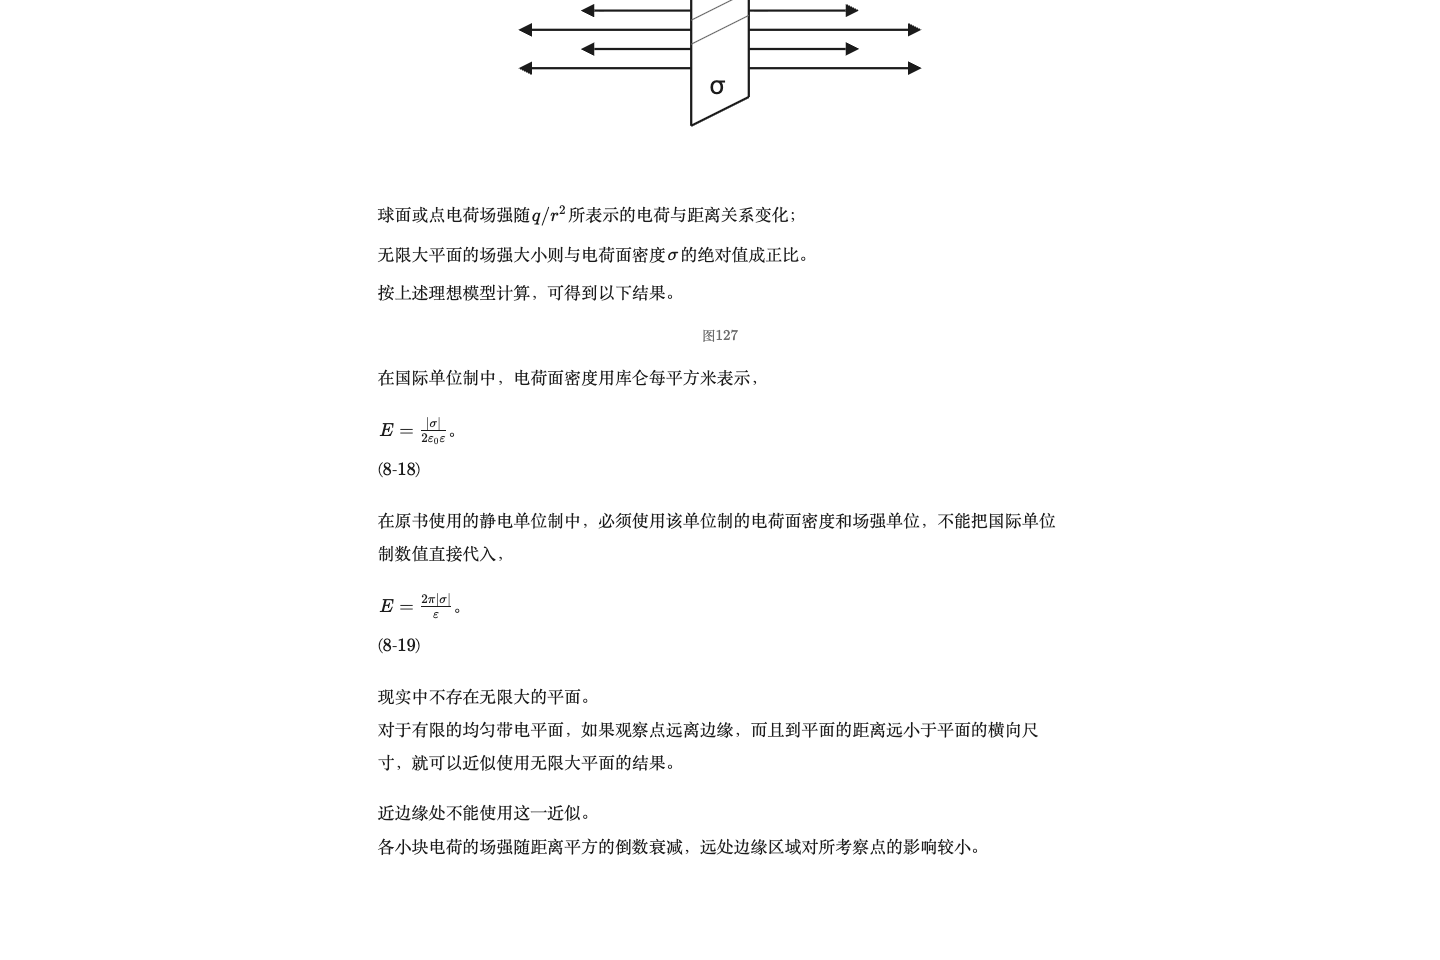 σ
球面或点电荷场强随q/r²所表示的电荷与距离关系变化；
无限大平面的场强大小则与电荷面密度σ的绝对值成正比。
按上述理想模型计算，可得到以下结果。
图127
在国际单位制中，电荷面密度用库仑每平方米表示，
E = |σ|/2ε₀ε。
(8-18)
在原书使用的静电单位制中，必须使用该单位制的电荷面密度和场强单位，不能把国际单位
制数值直接代入，
E = 2π|σ|/ε。
(8-19)
现实中不存在无限大的平面。
对于有限的均匀带电平面，如果观察点远离边缘，而且到平面的距离远小于平面的横向尺
寸，就可以近似使用无限大平面的结果。
近边缘处不能使用这一近似。
各小块电荷的场强随距离平方的倒数衰减，远处边缘区域对所考察点的影响较小。